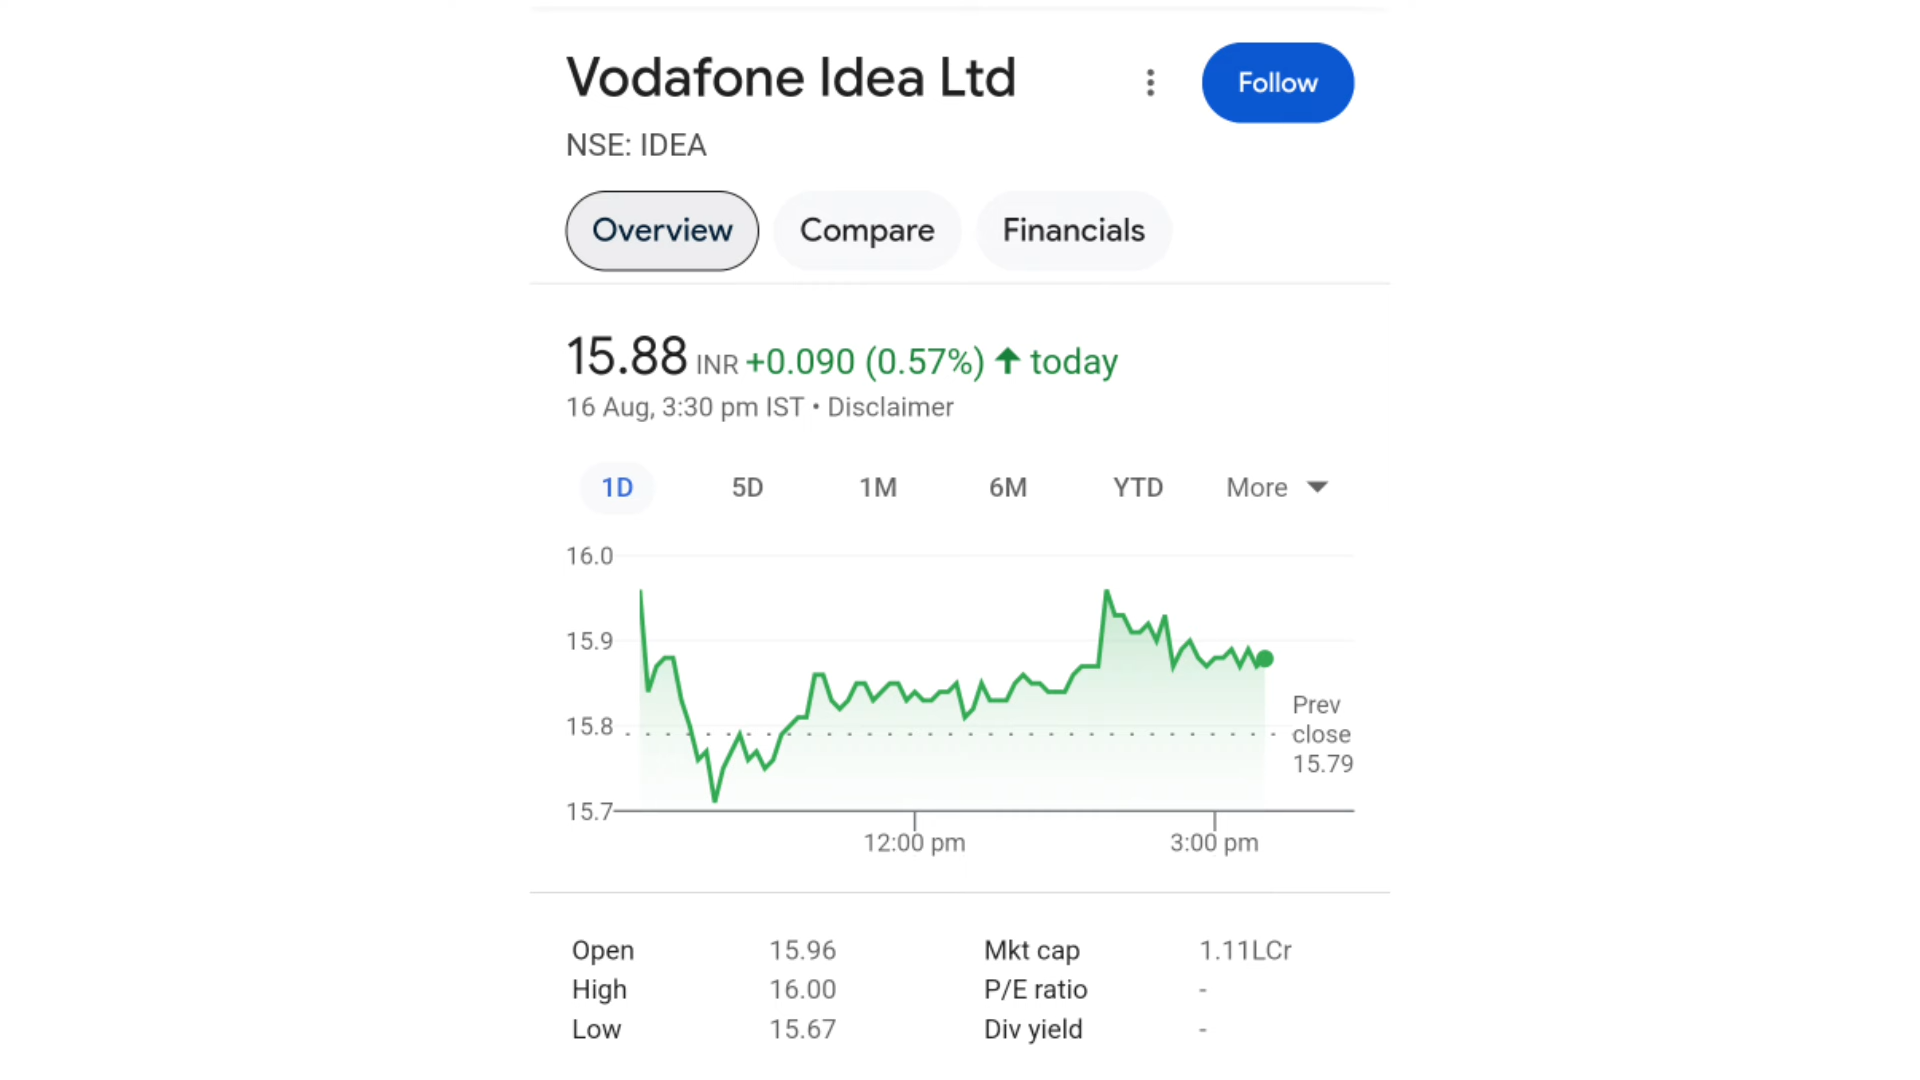 Vodafone Idea Ltd
Follow
NSE: IDEA
Overview Compare Financials
15.88 INR +0.090 (0.57%) ↑ today
16 Aug, 3:30 pm IST • Disclaimer
1D 5D 1M 6M YTD More
16.0
15.9
15.8
15.7
Prev
close
15.79
12:00 pm 3:00 pm
Open 15.96 Mkt cap 1.11LCr
High 16.00 P/E ratio -
Low 15.67 Div yield -